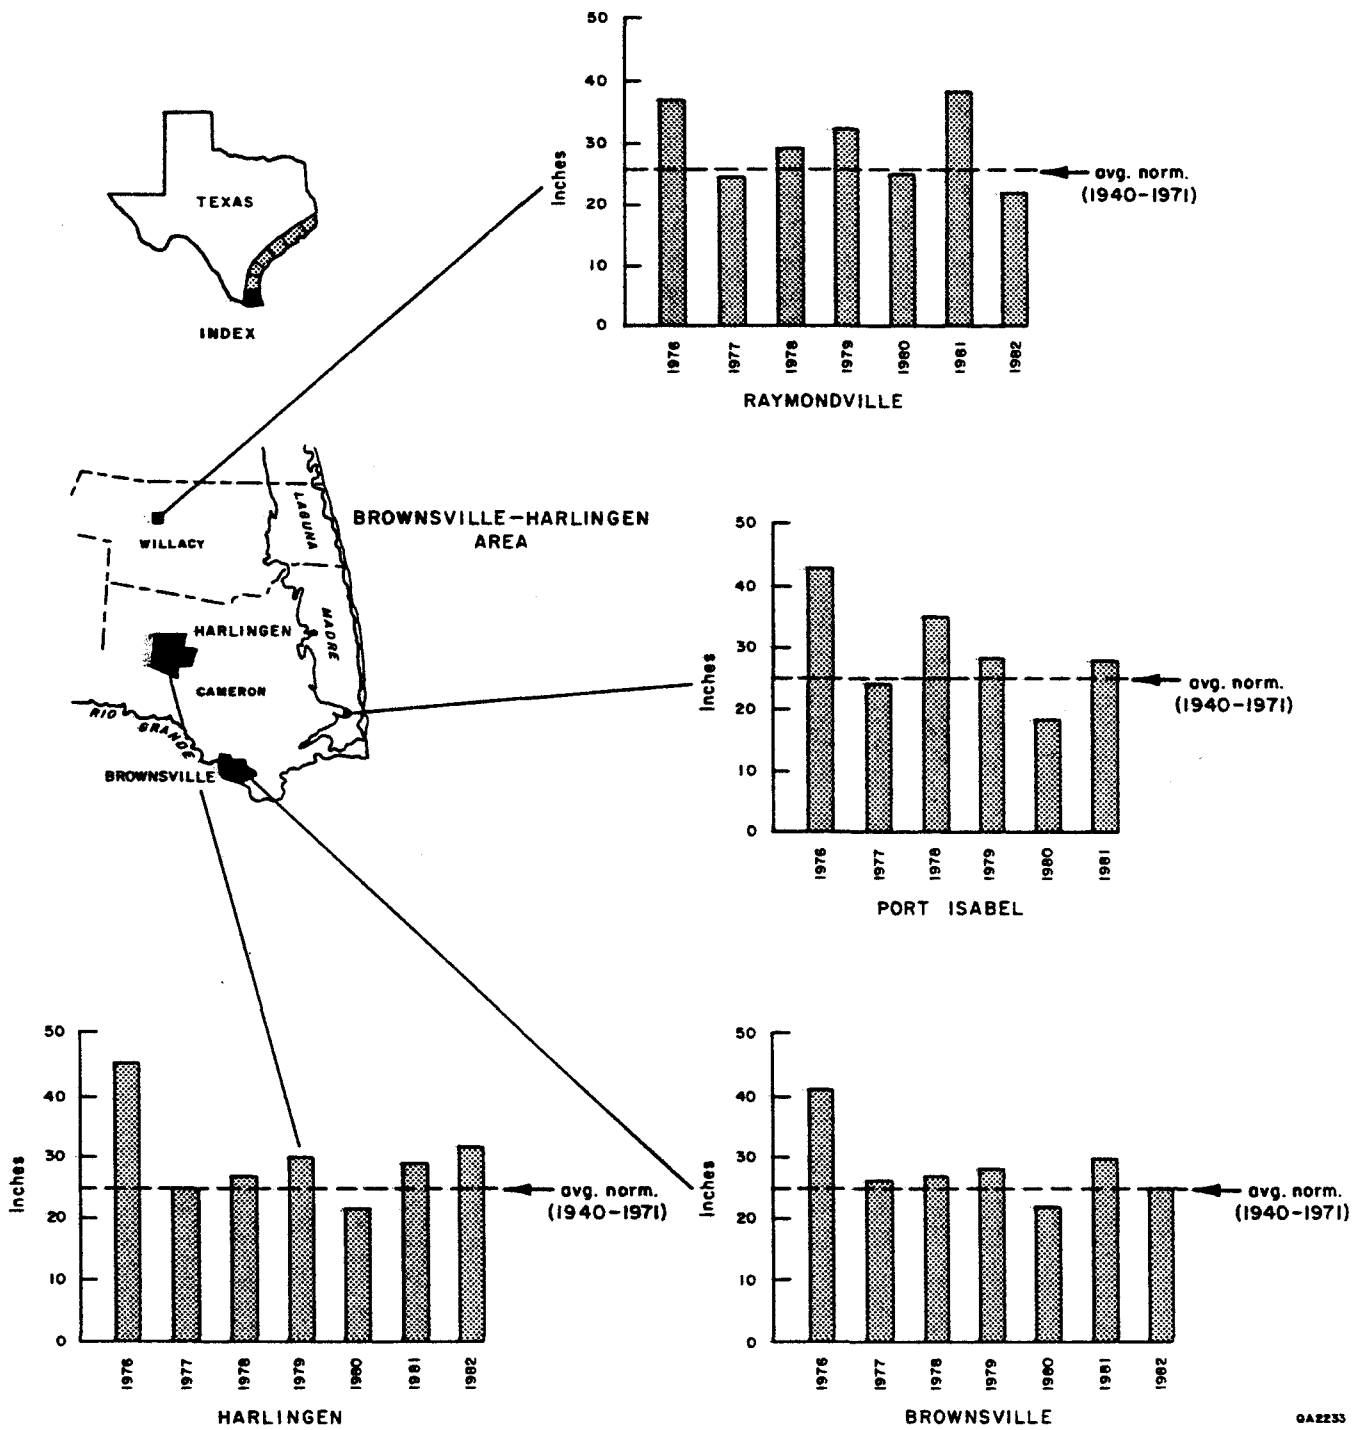 50
40
30
20
10
0
Inches
avg. norm.
(1940-1971)
1976
1977
1978
1979
1980
1981
1982
RAYMONDVILLE
TEXAS
INDEX
BROWNSVILLE-HARLINGEN
AREA
LAGUNA
MADRE
WILLACY
HARLINGEN
CAMERON
RIO GRANDE
BROWNSVILLE
50
40
30
20
10
0
Inches
avg. norm.
(1940-1971)
1976
1977
1978
1979
1980
1981
PORT ISABEL
50
40
30
20
10
0
Inches
avg. norm.
(1940-1971)
1976
1977
1978
1979
1980
1981
1982
HARLINGEN
50
40
30
20
10
0
Inches
avg. norm.
(1940-1971)
1976
1977
1978
1979
1980
1981
1982
BROWNSVILLE
QA2233